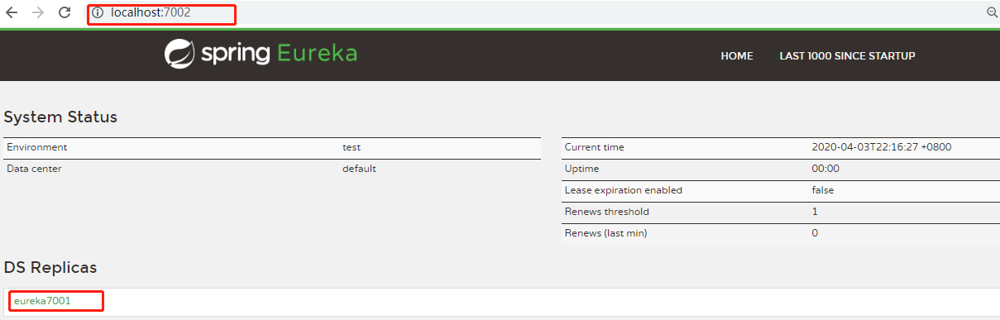 localhost:7002
spring Eureka
HOME LAST 1000 SINCE STARTUP
System Status
Environment test
Data center default
Current time 2020-04-03T22:16:27 +0800
Uptime 00:00
Lease expiration enabled false
Renews threshold 1
Renews (last min) 0
DS Replicas
eureka7001